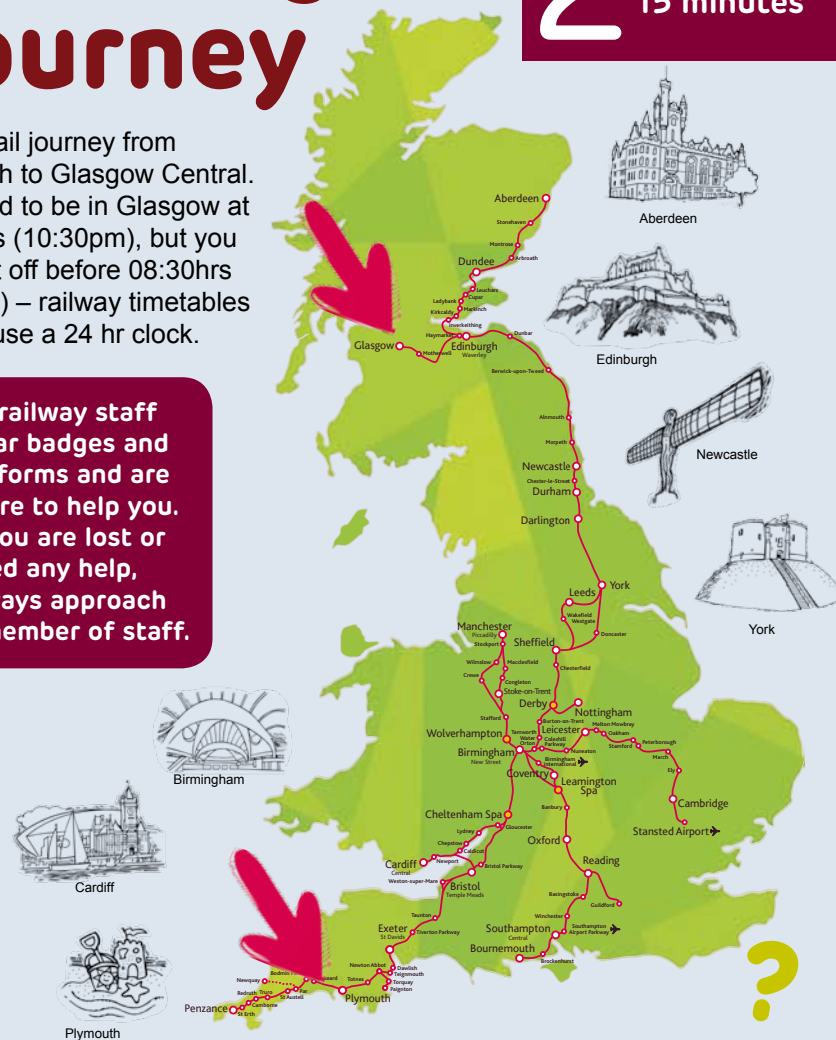 2
15 minutes
ourney
ail journey from
h to Glasgow Central.
d to be in Glasgow at
s (10:30pm), but you
t off before 08:30hrs
) – railway timetables
use a 24 hr clock.
railway staff
ar badges and
forms and are
re to help you.
ou are lost or
ed any help,
ays approach
member of staff.
Aberdeen
Stonehaven
Montrose
Arbroath
Dundee
Leuchars
Cupar
Ladybank
Markinch
Kirkcaldy
Inverkeithing
Haymarket
Edinburgh
Waverley
Dunbar
Glasgow
Motherwell
Berwick-upon-Tweed
Alnmouth
Morpeth
Newcastle
Chester-le-Street
Durham
Darlington
York
Leeds
Wakefield
Westgate
Doncaster
Manchester
Piccadilly
Stockport
Sheffield
Wilmslow
Macclesfield
Chesterfield
Crewe
Congleton
Stoke-on-Trent
Derby
Nottingham
Stafford
Burton-on-Trent
Melton Mowbray
Wolverhampton
Tamworth
Leicester
Oakham
Water
Orton
Coleshill
Parkway
Stamford
Peterborough
Birmingham
New Street
Nuneaton
March
Birmingham
International
Ely
Coventry
Leamington
Spa
Banbury
Cambridge
Stansted Airport
Cheltenham Spa
Gloucester
Lydney
Chepstow
Caldicot
Oxford
Cardiff
Central
Newport
Bristol Parkway
Reading
Weston-super-Mare
Bristol
Temple Meads
Basingstoke
Guildford
Taunton
Winchester
Exeter
St Davids
Tiverton Parkway
Southampton
Central
Southampton
Airport Parkway
Bournemouth
Brockenhurst
Newton Abbot
Dawlish
Teignmouth
Torquay
Paignton
Totnes
Plymouth
Newquay
Par
St Austell
Truro
Redruth
Camborne
St Erth
Penzance
Aberdeen
Edinburgh
Newcastle
York
Birmingham
Cardiff
Plymouth
?